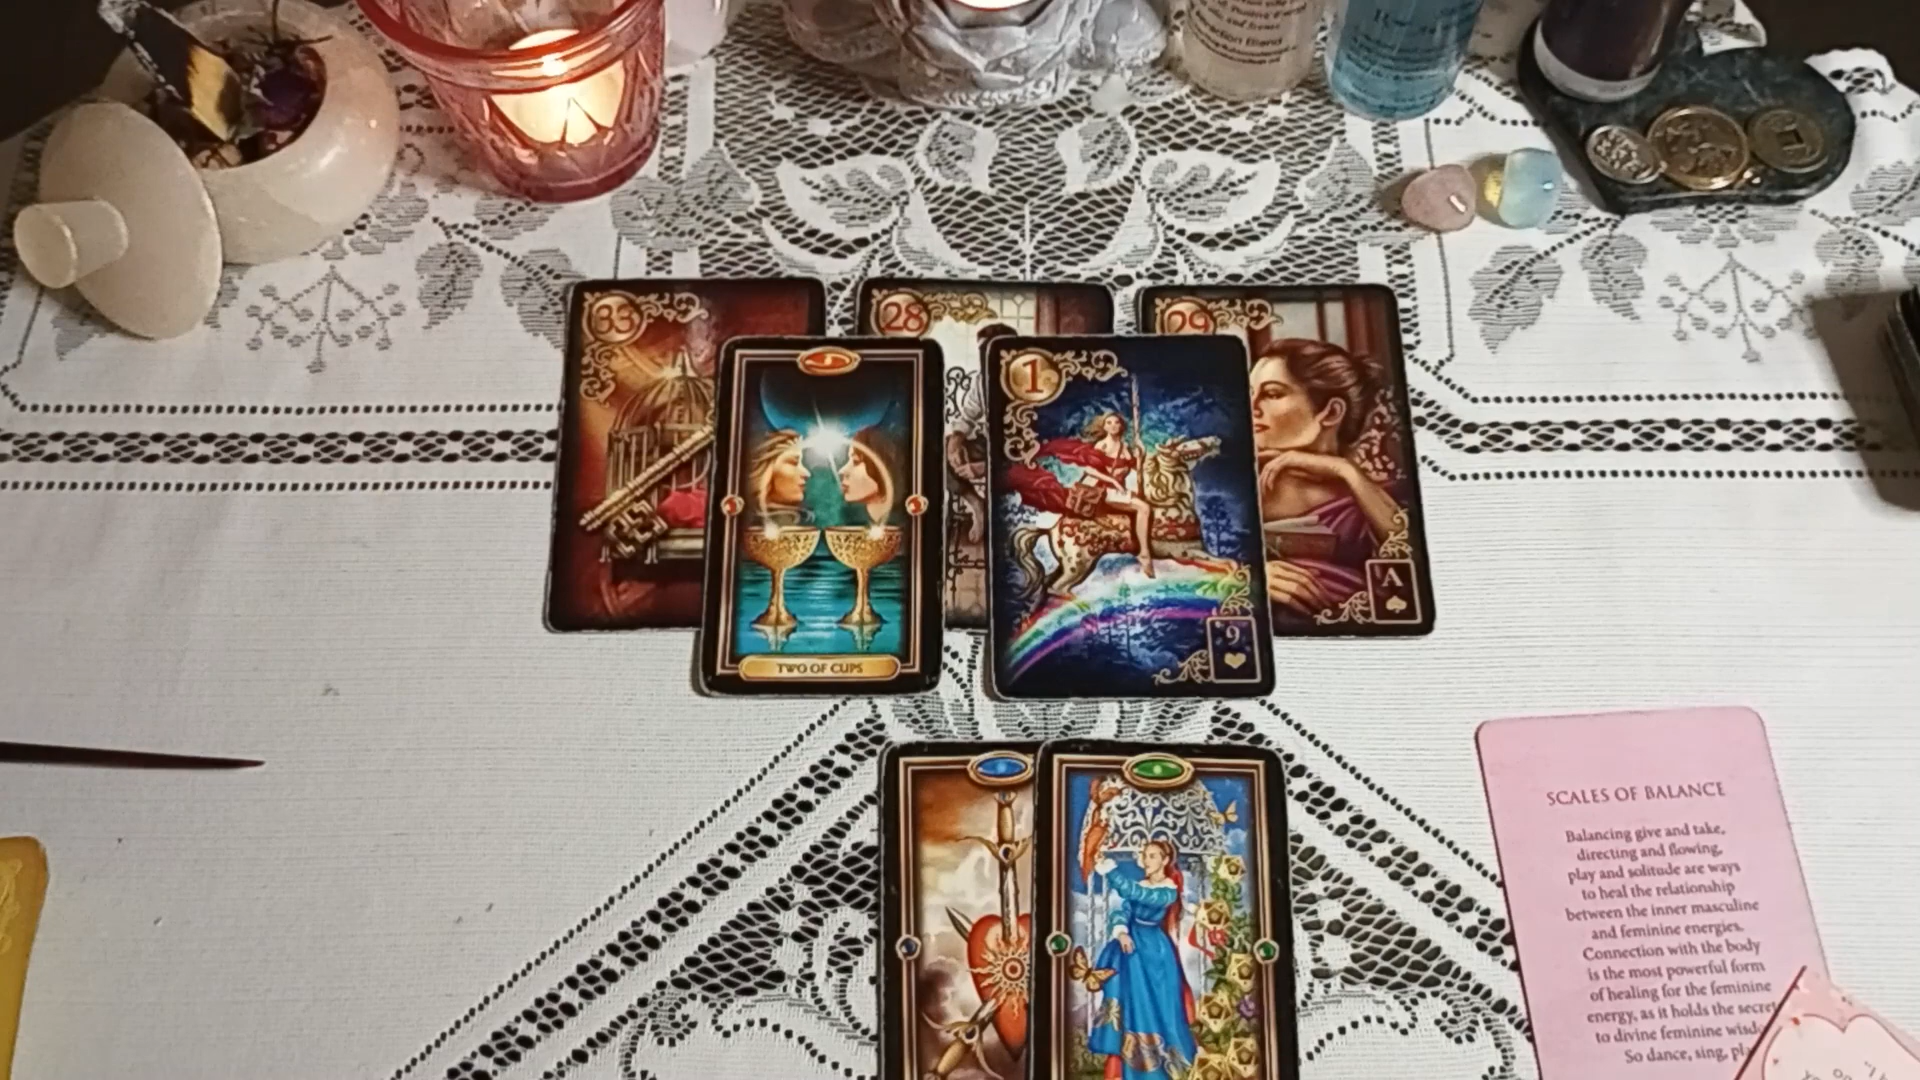 33
28
29
1
A
9
TWO OF CUPS
SCALES OF BALANCE
Balancing give and take,
directing and flowing,
play and solitude are ways
to heal the relationship
between the inner masculine
and feminine energies.
Connection with the body
is the most powerful form
of healing for the feminine
energy, as it holds the secret
to divine feminine
So dance, sing,